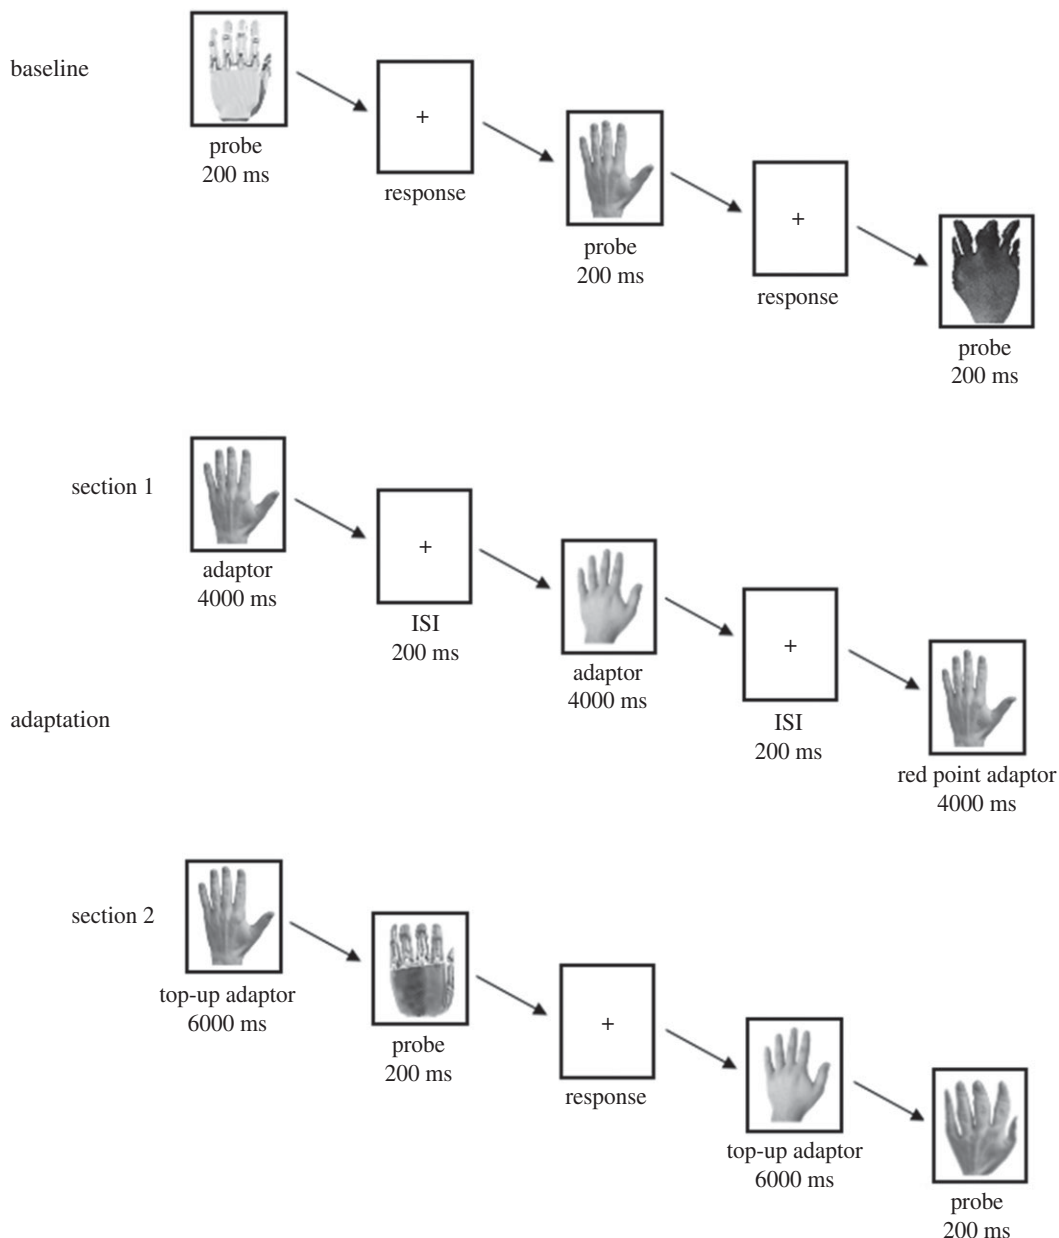 baseline
probe
200 ms
+
response
probe
200 ms
+
response
probe
200 ms
section 1
adaptor
4000 ms
+
ISI
200 ms
adaptor
4000 ms
+
ISI
200 ms
red point adaptor
4000 ms
adaptation
section 2
top-up adaptor
6000 ms
probe
200 ms
+
response
top-up adaptor
6000 ms
probe
200 ms